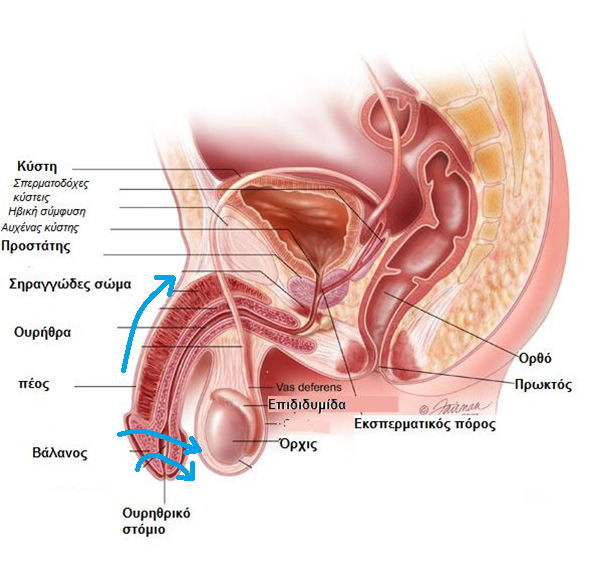 Κύστη
Σπερματοδόχες
κύστεις
Ηβική σύμφυση
Αυχένας κύστης
Προστάτης
Σηραγγώδες σώμα
Ουρήθρα
πέος
Βάλανος
Ουρηθρικό
στόμιο
Vas deferens
Επιδιδυμίδα
Όρχις
Εκσπερματικός πόρος
Ορθό
Πρωκτός
©